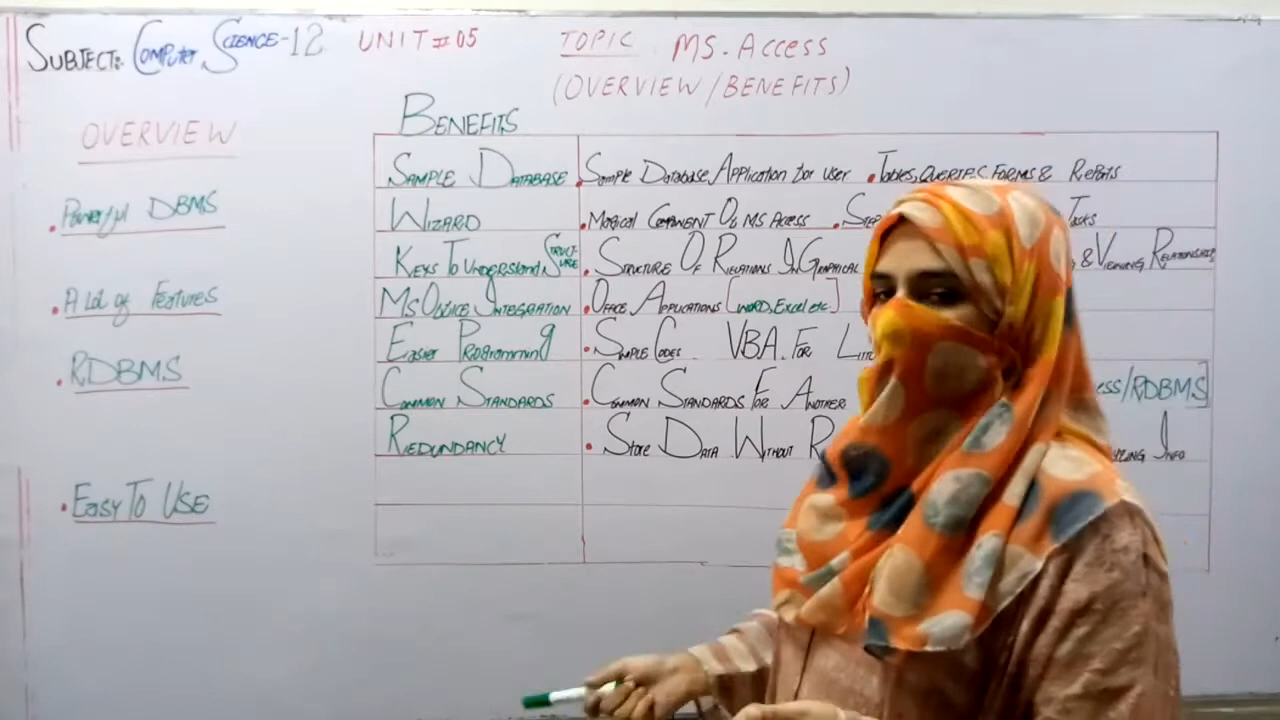 SUBJECT: COMPUTER SCIENCE-12 UNIT # 05 TOPIC MS. ACCESS
(OVERVIEW / BENEFITS)
OVERVIEW
• Powerful DBMS
• A Lot of Features
• RDBMS
• Easy To Use
BENEFITS
SAMPLE DATABASE • Sample Database Application for User • Tables, QUERIES, FORMS & REPORTS
WIZARD • MAGICAL COMPONENT OF MS ACCESS • TASKS
KEYS TO UNDERSTAND STRUCTURE • STRUCTURE OF RELATIONS IN GRAPHICAL & VIEWING RELATIONSHIP
MS OFFICE INTEGRATION • OFFICE APPLICATIONS [WORD, Excel etc.]
Easier PROGRAMMING • SIMPLE CODES VBA. FOR
COMMON STANDARDS • COMMON STANDARDS FOR ANOTHER /RDBMS]
REDUNDANCY • Store DATA WITHOUT INFO